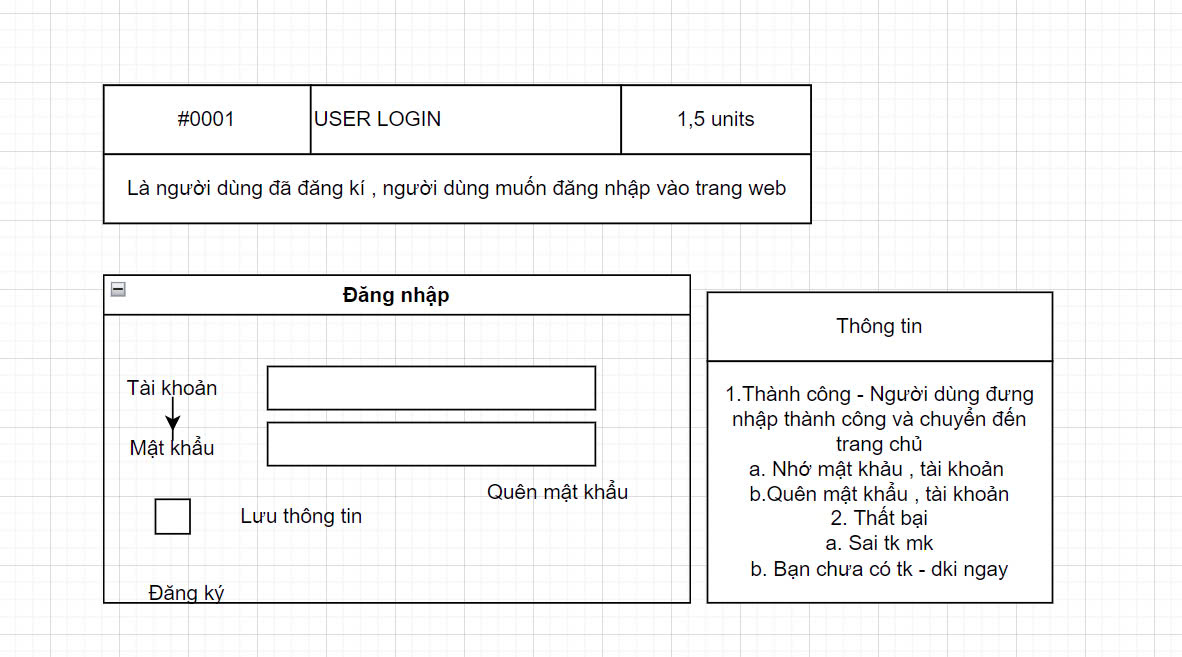 #0001
USER LOGIN
1,5 units
Là người dùng đã đăng kí , người dùng muốn đăng nhập vào trang web
Đăng nhập
Tài khoản
Mật khẩu
Quên mật khẩu
Lưu thông tin
Đăng ký
Thông tin
1.Thành công - Người dùng đưng
nhập thành công và chuyển đến
trang chủ
a. Nhớ mật khảu , tài khoản
b.Quên mật khẩu , tài khoản
2. Thất bại
a. Sai tk mk
b. Bạn chưa có tk - dki ngay